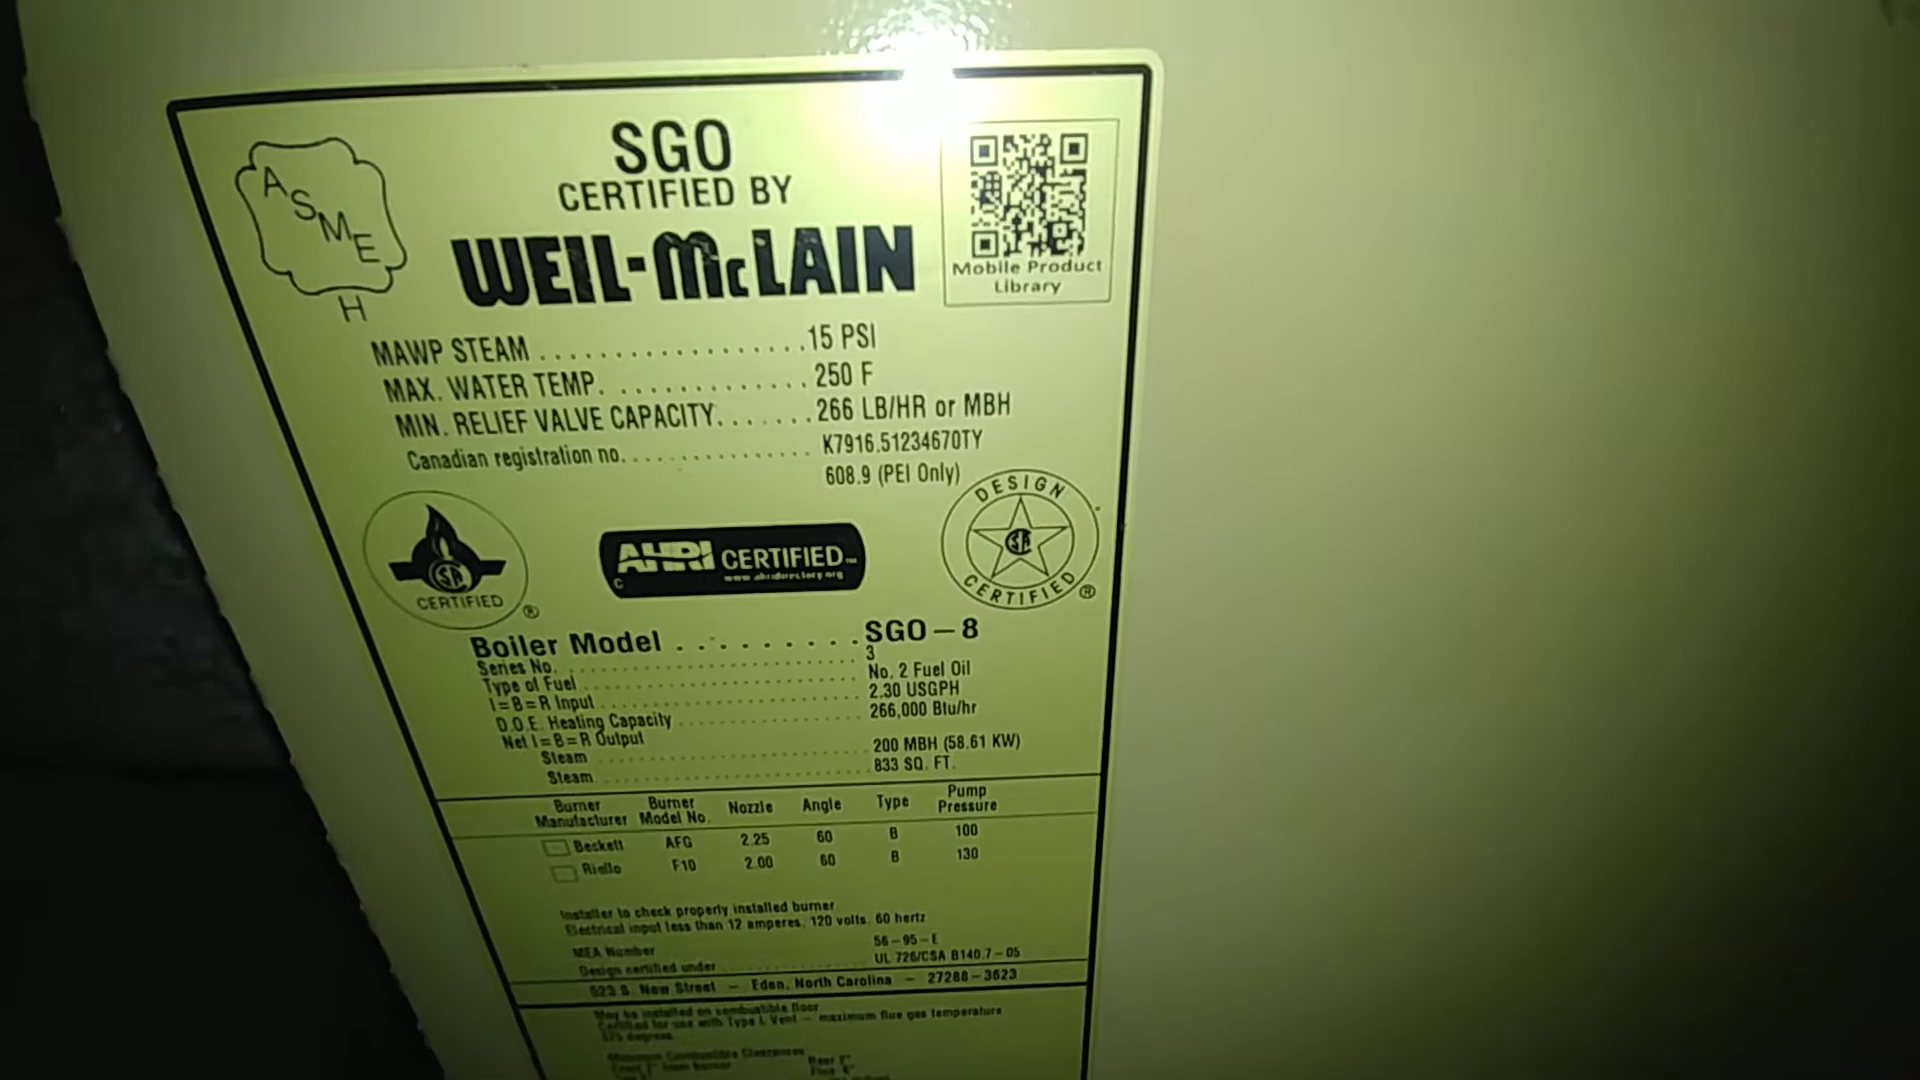 SGO
CERTIFIED BY
WEIL-McLAIN
ASME
H
Mobile Product
Library
MAWP STEAM ..................15 PSI
MAX. WATER TEMP. ............. 250 F
MIN. RELIEF VALVE CAPACITY.......266 LB/HR or MBH
Canadian registration no. .............. K7916.51234670TY
608.9 (PEI Only)
CSA
CERTIFIED ®
C
AHRI CERTIFIED™
www.ahridirectory.org
DESIGN
CSA
CERTIFIED ®
Boiler Model ......... SGO – 8
Series No. 3
Type of Fuel No. 2 Fuel Oil
I=B=R Input 2.30 USGPH
D.O.E. Heating Capacity 266,000 Btu/hr
Net I=B=R Output
Steam 200 MBH (58.61 KW)
Steam 833 SQ. FT.
Burner Manufacturer Burner Model No. Nozzle Angle Type Pump Pressure
Beckett AFG 2.25 60 B 100
Riello F10 2.00 60 B 130
Installer to check properly installed burner
Electrical input less than 12 amperes, 120 volts, 60 hertz
MEA Number 56-95-E
Design certified under UL 726/CSA B140.7-05
523 S. New Street – Eden, North Carolina – 27288-3623
May be installed on combustible floor
Certified for use with Type L Vent – maximum flue gas temperature
degrees
Minimum Combustible Clearances
from burner